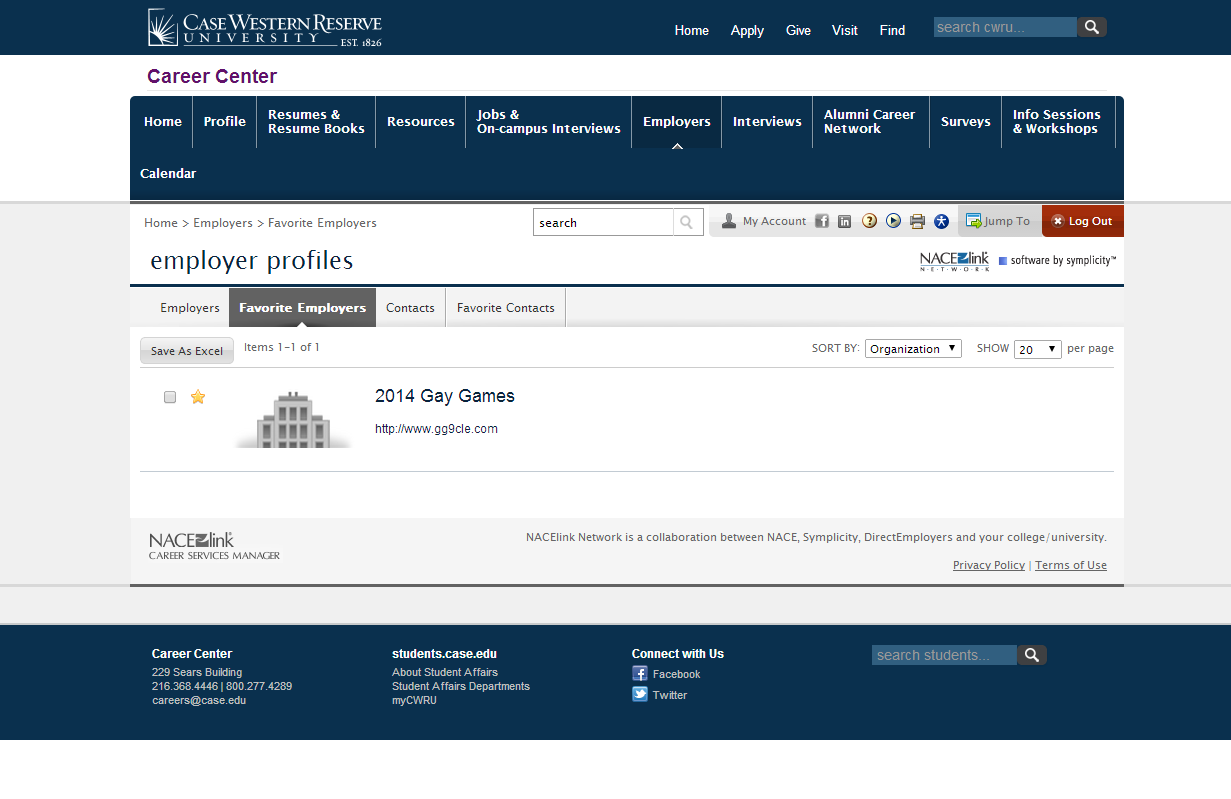 CASE WESTERN RESERVE
UNIVERSITY EST. 1826
Home Apply Give Visit Find
search cwru...
Career Center
Home
Profile
Resumes &
Resume Books
Resources
Jobs &
On-campus Interviews
Employers
Interviews
Alumni Career
Network
Surveys
Info Sessions
& Workshops
Calendar
Home > Employers > Favorite Employers
search
My Account
Jump To
Log Out
employer profiles
NACElink
NETWORK
software by symplicity™
Employers
Favorite Employers
Contacts
Favorite Contacts
Save As Excel
Items 1-1 of 1
SORT BY: Organization
SHOW 20 per page
2014 Gay Games
http://www.gg9cle.com
NACElink
CAREER SERVICES MANAGER
NACElink Network is a collaboration between NACE, Symplicity, DirectEmployers and your college/university.
Privacy Policy | Terms of Use
Career Center
229 Sears Building
216.368.4446 | 800.277.4289
careers@case.edu
students.case.edu
About Student Affairs
Student Affairs Departments
myCWRU
Connect with Us
Facebook
Twitter
search students...